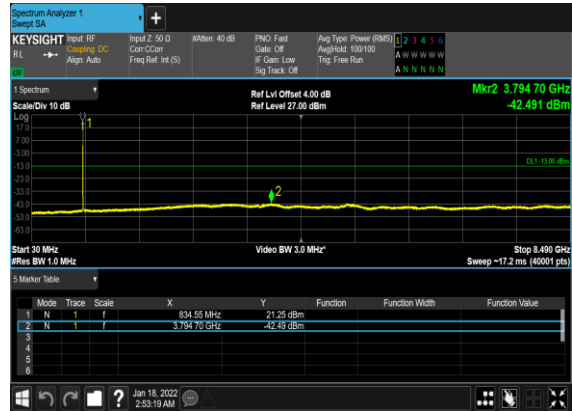 Spectrum Analyzer 1
Swept SA
+
KEYSIGHT Input: RF Input Z: 50 Ω #Atten: 40 dB PNO: Fast Avg Type: Power (RMS) 1 2 3 4 5 6
RL Coupling: DC Corr CCorr Gate: Off Avg|Hold: 100/100 A W W W W W
Align: Auto Freq Ref: Int (S) IF Gain: Low Trig: Free Run
Sig Track: Off A N N N N N
1 Spectrum Ref Lvl Offset 4.00 dB Mkr2 3.794 70 GHz
Scale/Div 10 dB Ref Level 27.00 dBm -42.491 dBm
Log
17.0 1
7.00
-3.00
-13.0 DL1 -13.00 dBm
-23.0
-33.0 2
-43.0
-53.0
-63.0
Start 30 MHz Video BW 3.0 MHz* Stop 8.490 GHz
#Res BW 1.0 MHz Sweep ~17.2 ms (40001 pts)
5 Marker Table
Mode Trace Scale X Y Function Function Width Function Value
1 N 1 f 834.55 MHz 21.25 dBm
2 N 1 f 3.794 70 GHz -42.49 dBm
3
4
5
6
? Jan 18, 2022
2:53:19 AM